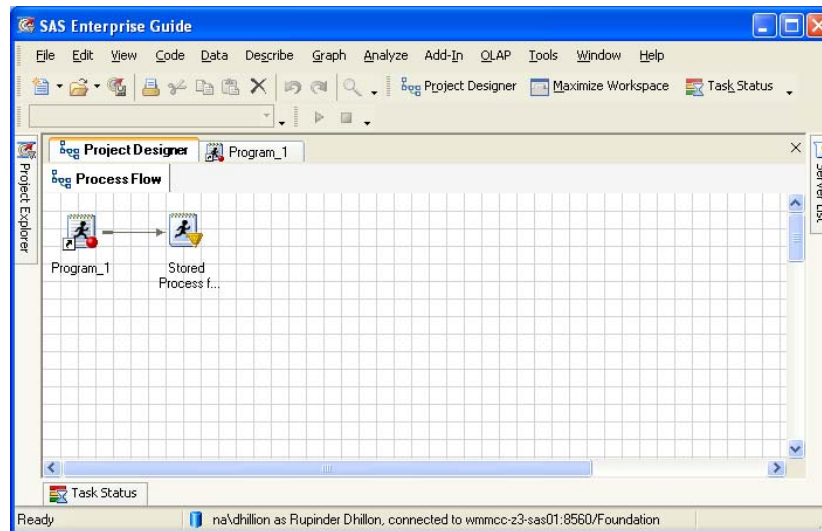 SAS Enterprise Guide
File Edit View Code Data Describe Graph Analyze Add-In OLAP Tools Window Help
Project Designer Maximize Workspace Task Status
Project Designer Program_1
Process Flow
Project Explorer
Server List
Program_1
Stored
Process f...
Task Status
Ready na\dhillion as Rupinder Dhillon, connected to wmmcc-z3-sas01:8560/Foundation